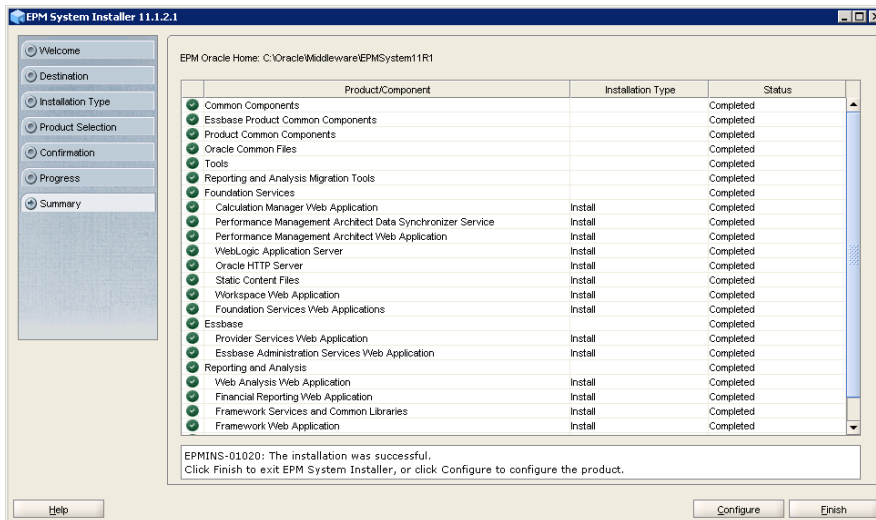 EPM System Installer 11.1.2.1
Welcome
Destination
Installation Type
Product Selection
Confirmation
Progress
Summary
EPM Oracle Home: C:\Oracle\Middleware\EPMSystem11R1
Product/Component Installation Type Status
Common Components Completed
Essbase Product Common Components Completed
Product Common Components Completed
Oracle Common Files Completed
Tools Completed
Reporting and Analysis Migration Tools Completed
Foundation Services Completed
Calculation Manager Web Application Install Completed
Performance Management Architect Data Synchronizer Service Install Completed
Performance Management Architect Web Application Install Completed
WebLogic Application Server Install Completed
Oracle HTTP Server Install Completed
Static Content Files Install Completed
Workspace Web Application Install Completed
Foundation Services Web Applications Install Completed
Essbase Completed
Provider Services Web Application Install Completed
Essbase Administration Services Web Application Install Completed
Reporting and Analysis Completed
Web Analysis Web Application Install Completed
Financial Reporting Web Application Install Completed
Framework Services and Common Libraries Install Completed
Framework Web Application Install Completed
EPMINS-01020: The installation was successful.
Click Finish to exit EPM System Installer, or click Configure to configure the product.
Help Configure Finish